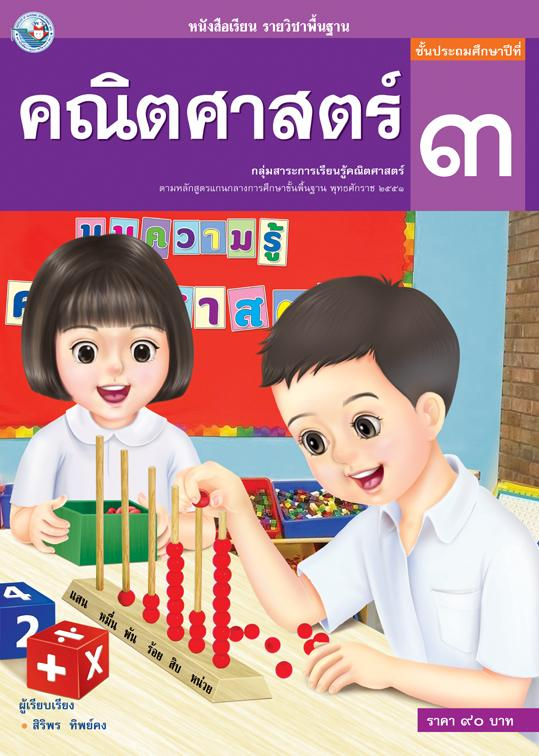 หนังสือเรียน รายวิชาพื้นฐาน
ชั้นประถมศึกษาปีที่
คณิตศาสตร์
๓
กลุ่มสาระการเรียนรู้คณิตศาสตร์
ตามหลักสูตรแกนกลางการศึกษาขั้นพื้นฐาน พุทธศักราช ๒๕๕๑
มุมความรู้
แสน หมื่น พัน ร้อย สิบ หน่วย
4
2
÷
+ x
ผู้เรียบเรียง
• สิริพร ทิพย์คง
ราคา ๙๐ บาท